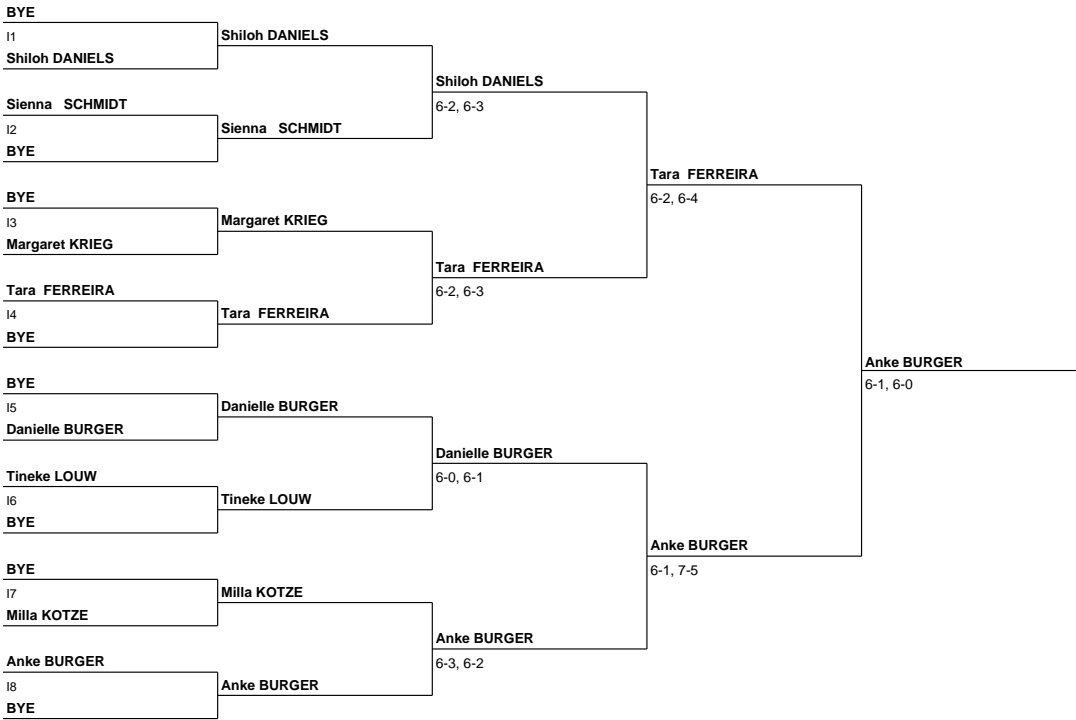 BYE
I1
Shiloh DANIELS
Sienna SCHMIDT
I2
BYE
BYE
I3
Margaret KRIEG
Tara FERREIRA
I4
BYE
BYE
I5
Danielle BURGER
Tineke LOUW
I6
BYE
BYE
I7
Milla KOTZE
Anke BURGER
I8
BYE
Shiloh DANIELS
Sienna SCHMIDT
Margaret KRIEG
Tara FERREIRA
Danielle BURGER
Tineke LOUW
Milla KOTZE
Anke BURGER
Shiloh DANIELS
6-2, 6-3
Tara FERREIRA
6-2, 6-3
Danielle BURGER
6-0, 6-1
Anke BURGER
6-3, 6-2
Tara FERREIRA
6-2, 6-4
Anke BURGER
6-1, 7-5
Anke BURGER
6-1, 6-0